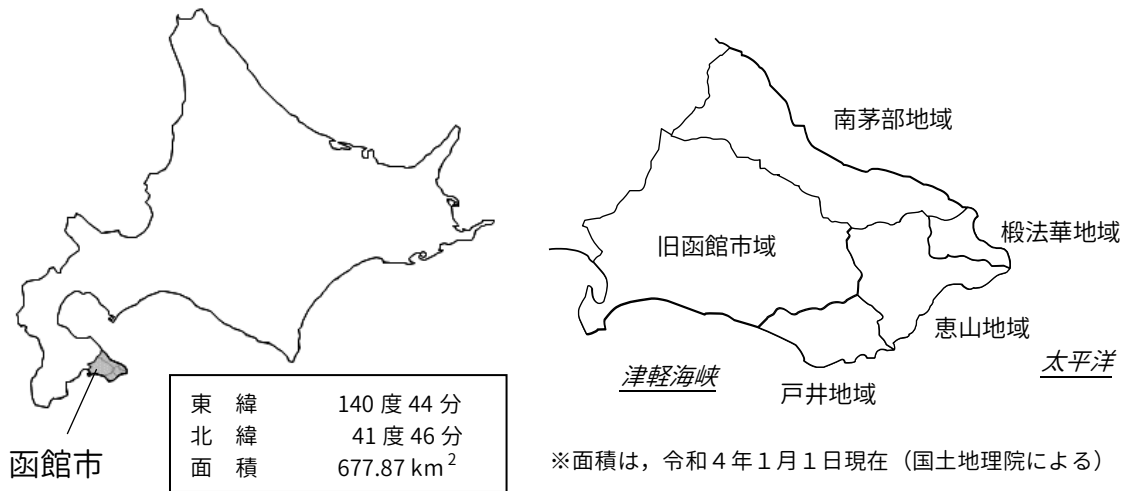 函館市
東 緯 140 度 44 分
北 緯 41 度 46 分
面 積 677.87 km²
南茅部地域
椴法華地域
旧函館市域
恵山地域
太平洋
津軽海峡
戸井地域
※面積は，令和４年１月１日現在（国土地理院による）